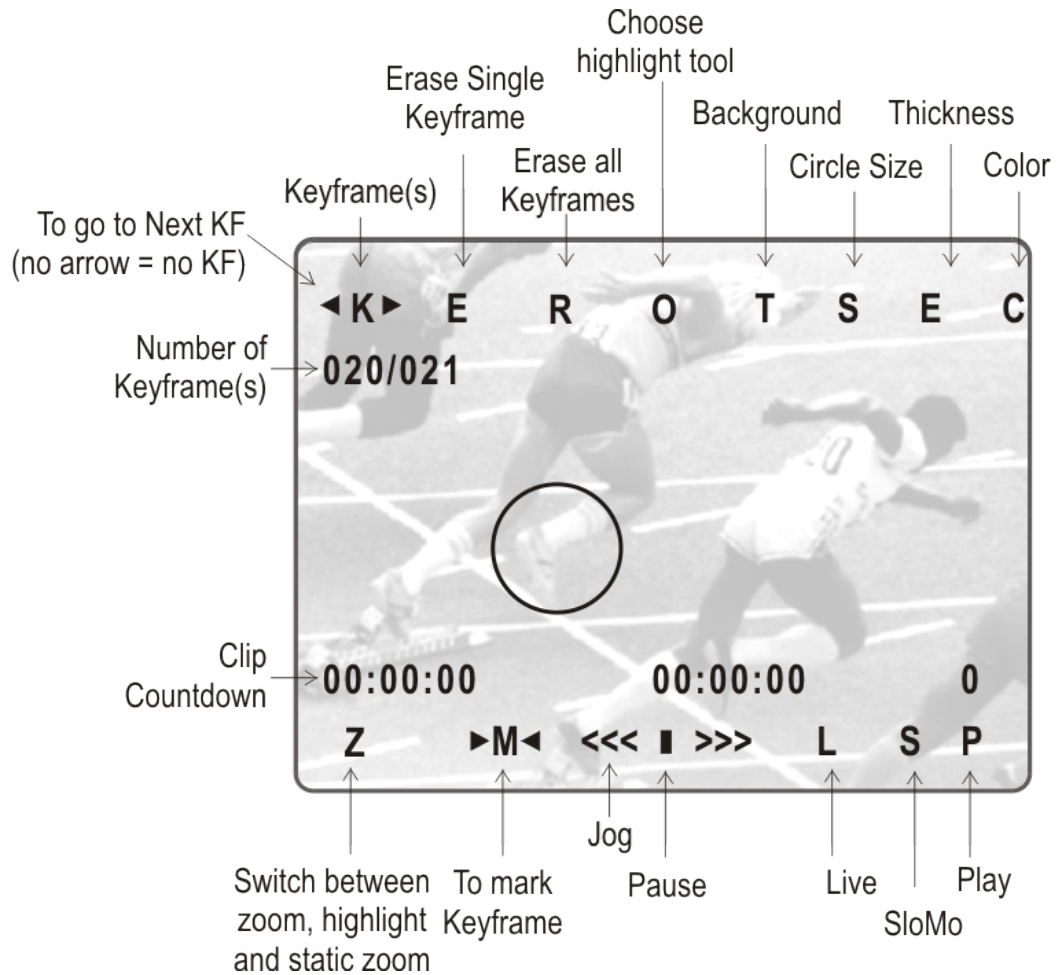 Choose
highlight tool
Erase Single
Keyframe
Background
Thickness
Erase all
Keyframes
Circle Size
Color
Keyframe(s)
To go to Next KF
(no arrow = no KF)
◄K► E R O T S E C
Number of
Keyframe(s)
020/021
Clip
Countdown
00:00:00 00:00:00 0
Z ►M◄ <<< ▮ >>> L S P
Jog
Switch between
zoom, highlight
and static zoom
To mark
Keyframe
Pause
Live
Play
SloMo